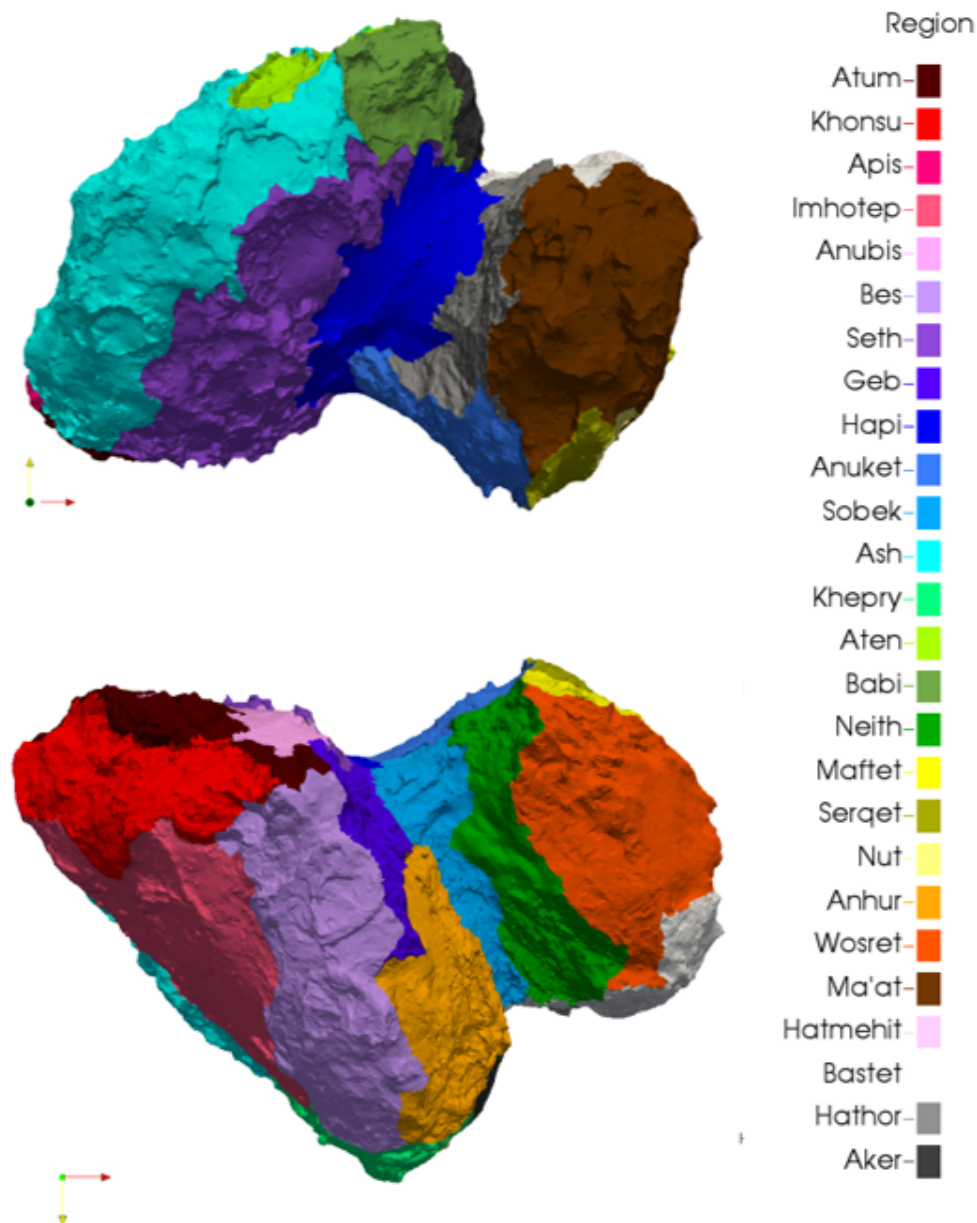 Region
Atum
Khonsu
Apis
Imhotep
Anubis
Bes
Seth
Geb
Hapi
Anuket
Sobek
Ash
Khepry
Aten
Babi
Neith
Maftet
Serqet
Nut
Anhur
Wosret
Ma'at
Hatmehit
Bastet
Hathor
Aker